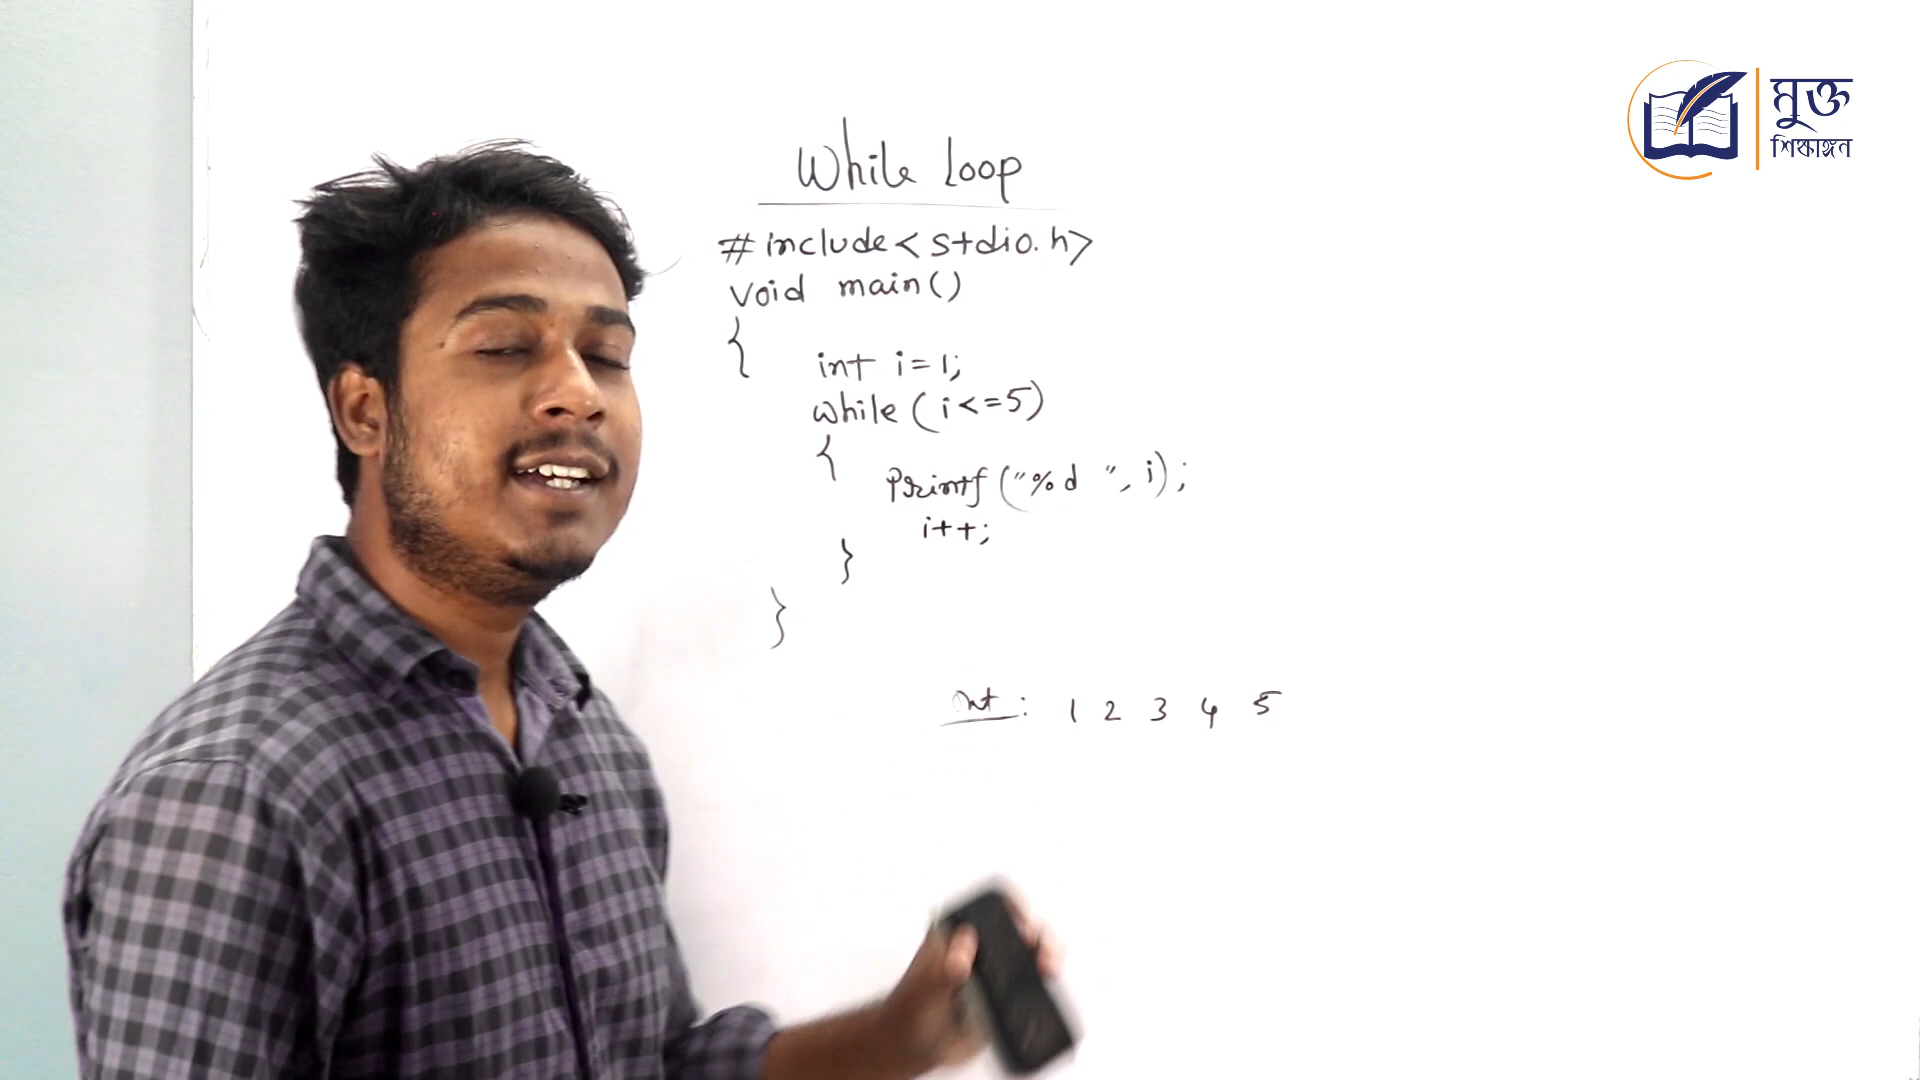 মুক্ত
শিক্ষাঙ্গন
While Loop
#include<stdio.h>
void main()
{
int i=1;
while(i<=5)
{
Printf("%d ", i);
i++;
}
}
out: 1 2 3 4 5